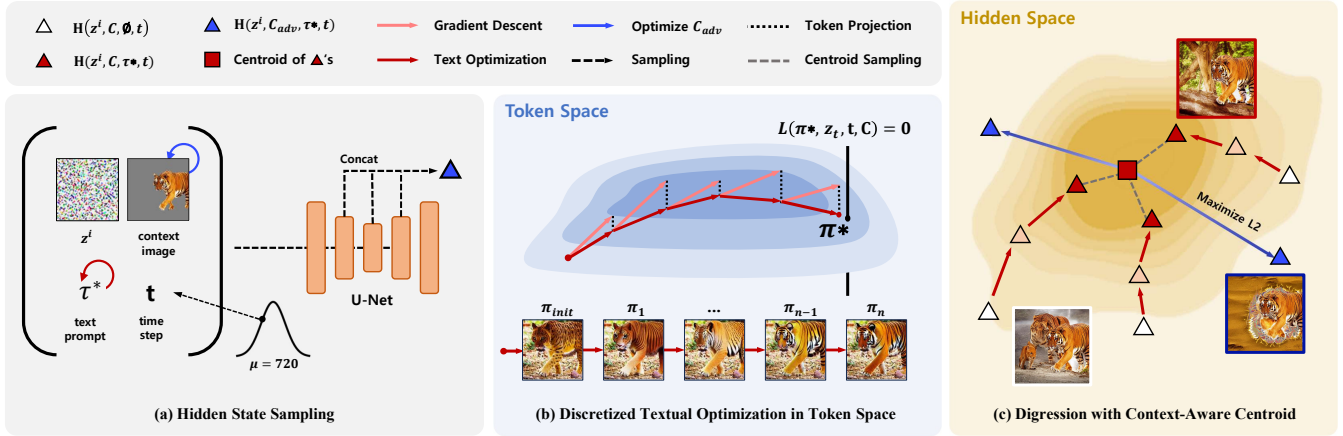 H(z^i, C, ∅, t)
H(z^i, C_adv, τ*, t)
Gradient Descent
Optimize C_adv
Token Projection
H(z^i, C, τ*, t)
Centroid of ▲'s
Text Optimization
Sampling
Centroid Sampling
z^i
context
image
τ*
text
prompt
t
time
step
μ = 720
Concat
U-Net
(a) Hidden State Sampling
Token Space
L(π*, z_t, t, C) = 0
π*
π_init
π_1
...
π_{n-1}
π_n
(b) Discretized Textual Optimization in Token Space
Hidden Space
Maximize L2
(c) Digression with Context-Aware Centroid